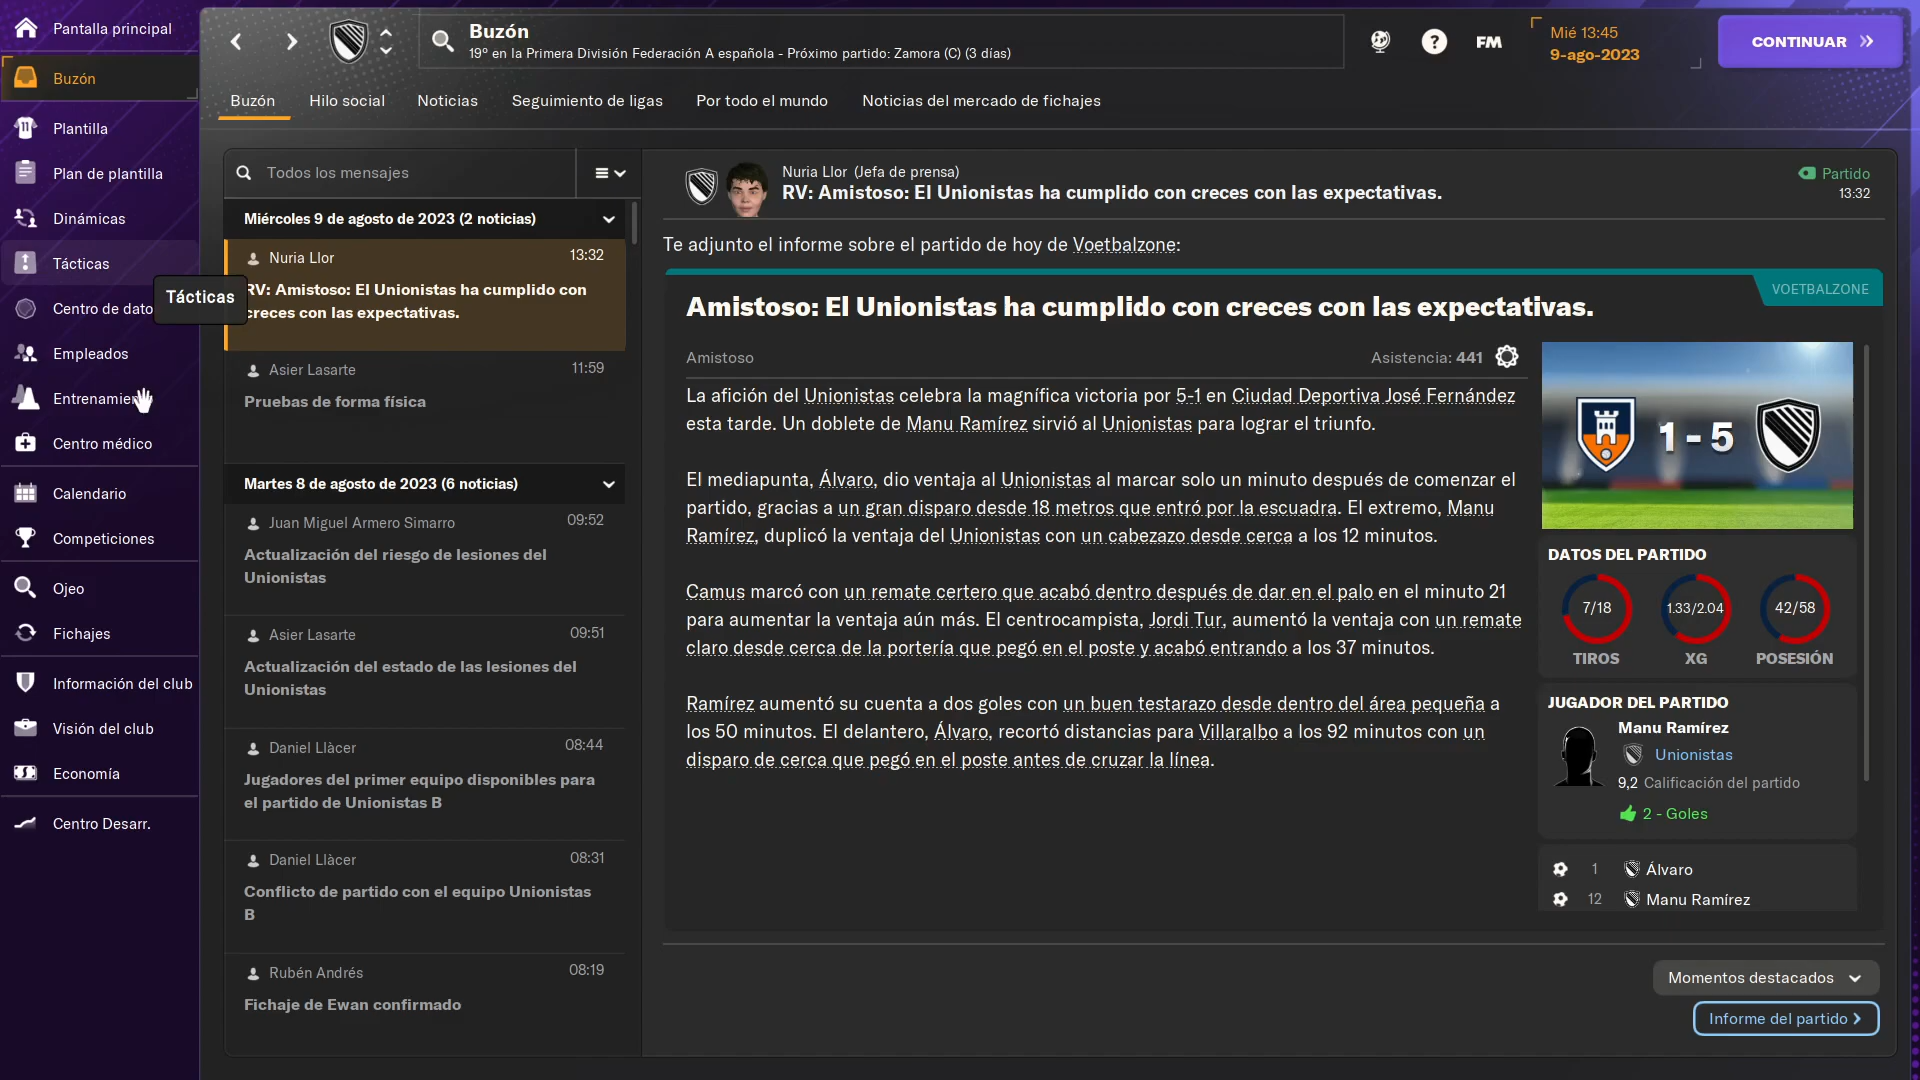 Pantalla principal
Buzón
Plantilla
Plan de plantilla
Dinámicas
Tácticas
Centro de dato
Tácticas
Empleados
Entrenamie
Centro médico
Calendario
Competiciones
Ojeo
Fichajes
Información del club
Visión del club
Economía
Centro Desarr.
Buzón
19º en la Primera División Federación A española - Próximo partido: Zamora (C) (3 días)
?
FM
Mié 13:45
9-ago-2023
CONTINUAR
Buzón Hilo social Noticias Seguimiento de ligas Por todo el mundo Noticias del mercado de fichajes
Todos los mensajes
Miércoles 9 de agosto de 2023 (2 noticias)
Nuria Llor 13:32
RV: Amistoso: El Unionistas ha cumplido con
creces con las expectativas.
Asier Lasarte 11:59
Pruebas de forma física
Martes 8 de agosto de 2023 (6 noticias)
Juan Miguel Armero Simarro 09:52
Actualización del riesgo de lesiones del
Unionistas
Asier Lasarte 09:51
Actualización del estado de las lesiones del
Unionistas
Daniel Llàcer 08:44
Jugadores del primer equipo disponibles para
el partido de Unionistas B
Daniel Llàcer 08:31
Conflicto de partido con el equipo Unionistas
B
Rubén Andrés 08:19
Fichaje de Ewan confirmado
Nuria Llor (Jefa de prensa)
RV: Amistoso: El Unionistas ha cumplido con creces con las expectativas.
Partido
13:32
Te adjunto el informe sobre el partido de hoy de Voetbalzone:
VOETBALZONE
Amistoso: El Unionistas ha cumplido con creces con las expectativas.
Amistoso Asistencia: 441
La afición del Unionistas celebra la magnífica victoria por 5-1 en Ciudad Deportiva José Fernández
esta tarde. Un doblete de Manu Ramírez sirvió al Unionistas para lograr el triunfo.
El mediapunta, Álvaro, dio ventaja al Unionistas al marcar solo un minuto después de comenzar el
partido, gracias a un gran disparo desde 18 metros que entró por la escuadra. El extremo, Manu
Ramírez, duplicó la ventaja del Unionistas con un cabezazo desde cerca a los 12 minutos.
Camus marcó con un remate certero que acabó dentro después de dar en el palo en el minuto 21
para aumentar la ventaja aún más. El centrocampista, Jordi Tur, aumentó la ventaja con un remate
claro desde cerca de la portería que pegó en el poste y acabó entrando a los 37 minutos.
Ramírez aumentó su cuenta a dos goles con un buen testarazo desde dentro del área pequeña a
los 50 minutos. El delantero, Álvaro, recortó distancias para Villaralbo a los 92 minutos con un
disparo de cerca que pegó en el poste antes de cruzar la línea.
1 - 5
DATOS DEL PARTIDO
7/18 1.33/2.04 42/58
TIROS XG POSESIÓN
JUGADOR DEL PARTIDO
Manu Ramírez
Unionistas
9,2 Calificación del partido
2 - Goles
1 Álvaro
12 Manu Ramírez
Momentos destacados
Informe del partido